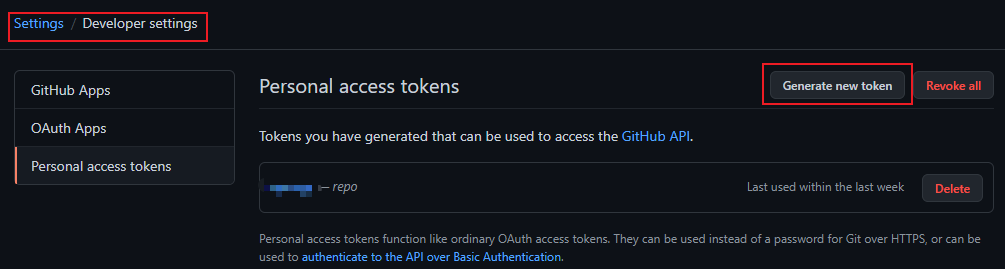 Settings / Developer settings
GitHub Apps
OAuth Apps
Personal access tokens
Personal access tokens
Generate new token
Revoke all
Tokens you have generated that can be used to access the GitHub API.
— repo
Last used within the last week
Delete
Personal access tokens function like ordinary OAuth access tokens. They can be used instead of a password for Git over HTTPS, or can be
used to authenticate to the API over Basic Authentication.